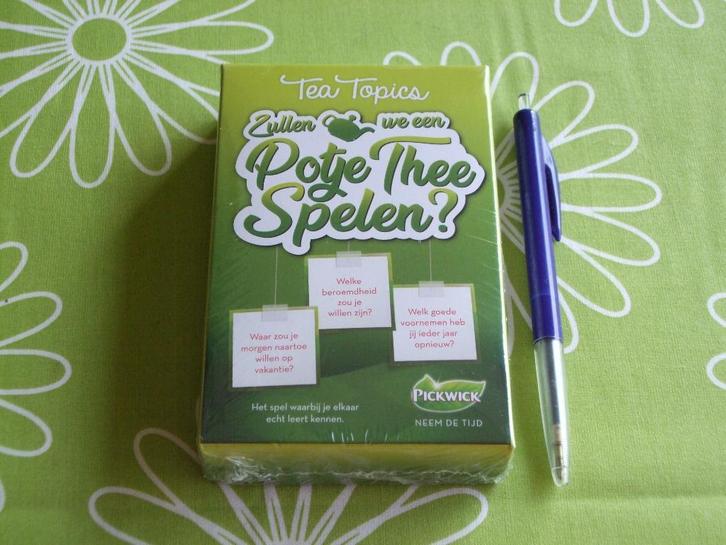 Tea Topics
Zullen we een
Potje Thee
Spelen?
Welke
beroemdheid
zou je
willen zijn?
Waar zou je
morgen naartoe
willen op
vakantie?
Welk goede
voornemen heb
jij ieder jaar
opnieuw?
Het spel waarbij je elkaar
echt leert kennen.
PICKWICK
NEEM DE TIJD